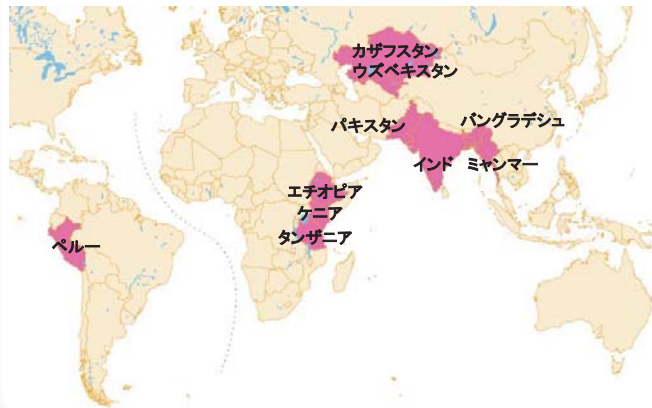 カザフスタン
ウズベキスタン
パキスタン
バングラデシュ
インド
ミャンマー
エチオピア
ケニア
タンザニア
ペルー